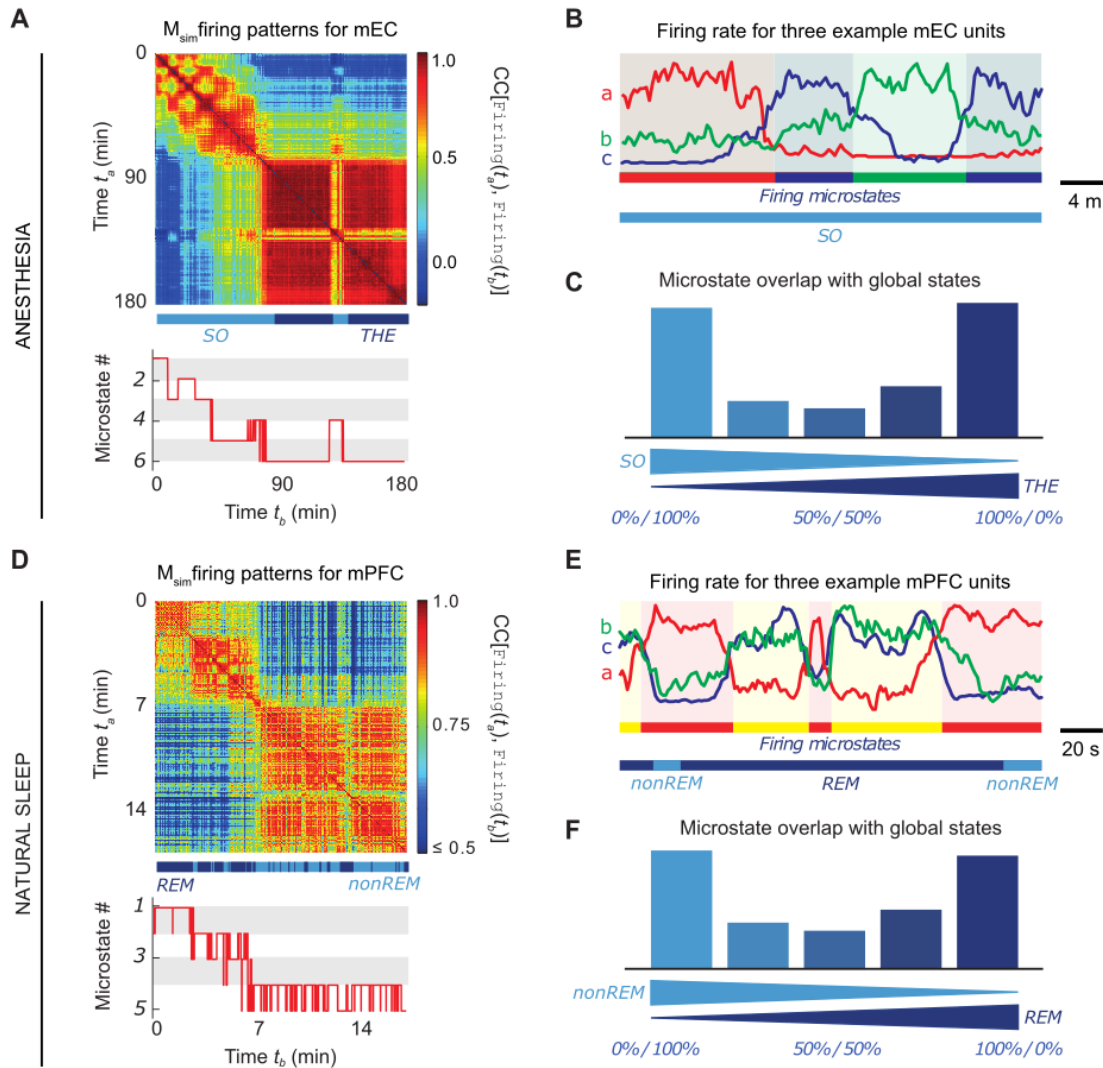 A
M_sim firing patterns for mEC
0
90
180
Time t_a (min)
1.0
0.5
0.0
CC[Firing(t_a), Firing(t_b)]
SO
THE
Microstate #
2
4
6
0
90
180
Time t_b (min)
ANESTHESIA
B
Firing rate for three example mEC units
a
b
c
Firing microstates
SO
4 m
C
Microstate overlap with global states
SO
THE
0%/100%
50%/50%
100%/0%
D
M_sim firing patterns for mPFC
0
7
14
Time t_a (min)
1.0
0.75
≤ 0.5
CC[Firing(t_a), Firing(t_b)]
REM
nonREM
Microstate #
1
3
5
0
7
14
Time t_b (min)
NATURAL SLEEP
E
Firing rate for three example mPFC units
b
c
a
Firing microstates
nonREM
REM
nonREM
20 s
F
Microstate overlap with global states
nonREM
REM
0%/100%
50%/50%
100%/0%